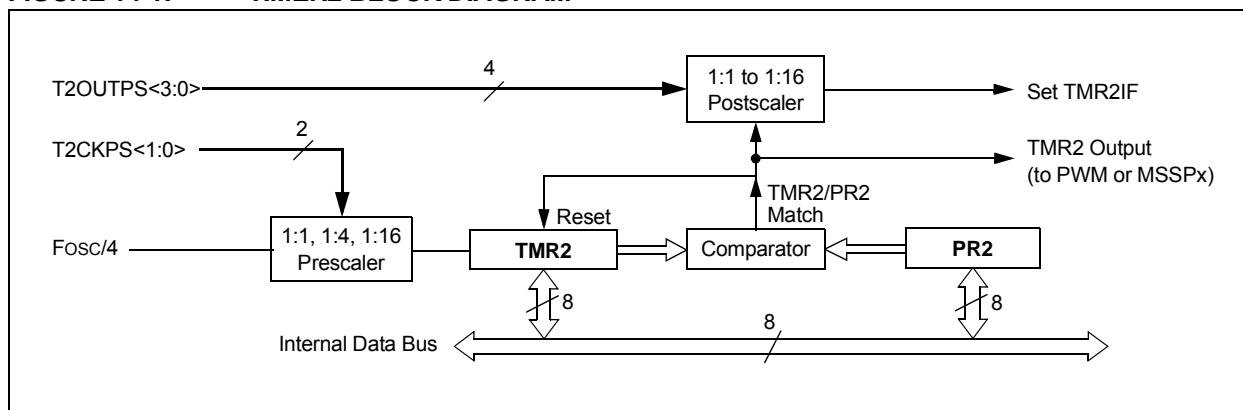 T2OUTPS<3:0>
4
1:1 to 1:16
Postscaler
Set TMR2IF
T2CKPS<1:0>
2
TMR2 Output
(to PWM or MSSPx)
TMR2/PR2
Match
Reset
FOSC/4
1:1, 1:4, 1:16
Prescaler
TMR2
Comparator
PR2
8
8
8
Internal Data Bus